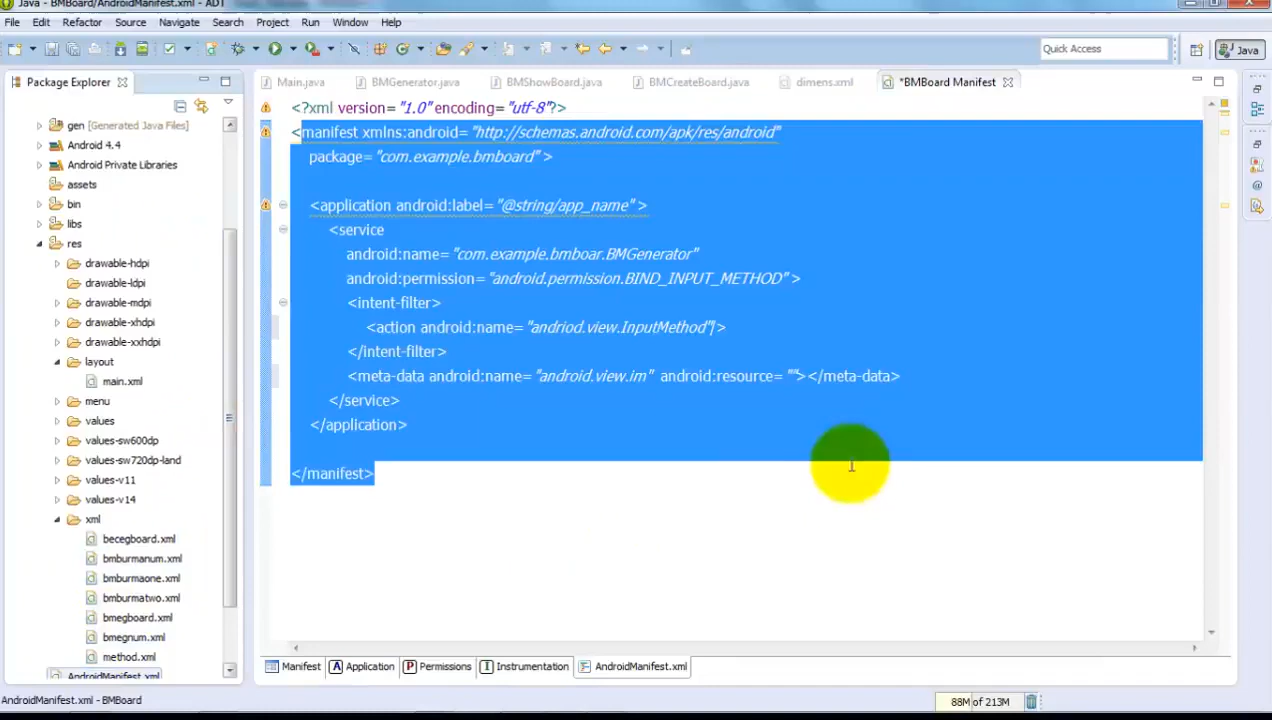 Java - BMBoard/AndroidManifest.xml - ADT
File Edit Refactor Source Navigate Search Project Run Window Help
Quick Access
Java
Package Explorer
Main.java
BMGenerator.java
BMShowBoard.java
BMCreateBoard.java
dimens.xml
*BMBoard Manifest
gen [Generated Java Files]
Android 4.4
Android Private Libraries
assets
bin
libs
res
drawable-hdpi
drawable-ldpi
drawable-mdpi
drawable-xhdpi
drawable-xxhdpi
layout
main.xml
menu
values
values-sw600dp
values-sw720dp-land
values-v11
values-v14
xml
becegboard.xml
bmburmanum.xml
bmburmaone.xml
bmburmatwo.xml
bmegboard.xml
bmegnum.xml
method.xml
AndroidManifest.xml
<?xml version="1.0" encoding="utf-8"?>
<manifest xmlns:android="http://schemas.android.com/apk/res/android"
package="com.example.bmboard" >
<application android:label="@string/app_name" >
<service
android:name="com.example.bmboar.BMGenerator"
android:permission="android.permission.BIND_INPUT_METHOD" >
<intent-filter>
<action android:name="andriod.view.InputMethod"/>
</intent-filter>
<meta-data android:name="android.view.im" android:resource=""></meta-data>
</service>
</application>
</manifest>
Manifest
A Application
P Permissions
I Instrumentation
AndroidManifest.xml
AndroidManifest.xml - BMBoard
88M of 213M